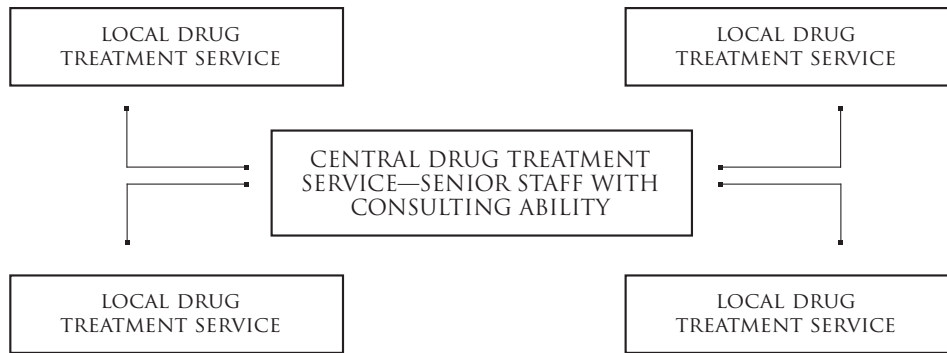 LOCAL DRUG
TREATMENT SERVICE
LOCAL DRUG
TREATMENT SERVICE
CENTRAL DRUG TREATMENT
SERVICE—SENIOR STAFF WITH
CONSULTING ABILITY
LOCAL DRUG
TREATMENT SERVICE
LOCAL DRUG
TREATMENT SERVICE